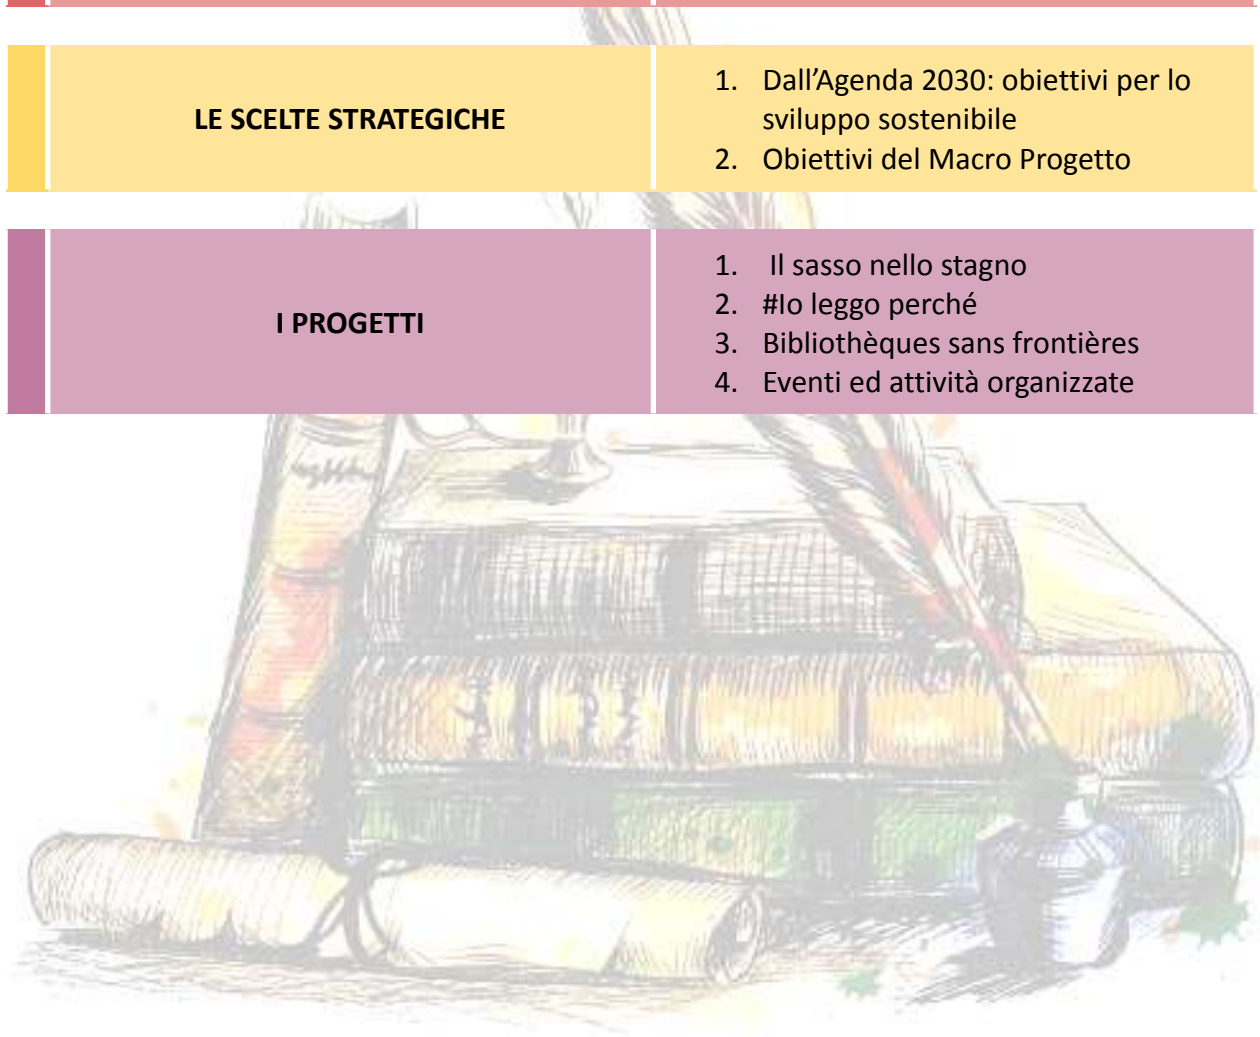 LE SCELTE STRATEGICHE
1. Dall’Agenda 2030: obiettivi per lo
sviluppo sostenibile
2. Obiettivi del Macro Progetto
I PROGETTI
1. Il sasso nello stagno
2. #Io leggo perché
3. Bibliothèques sans frontières
4. Eventi ed attività organizzate